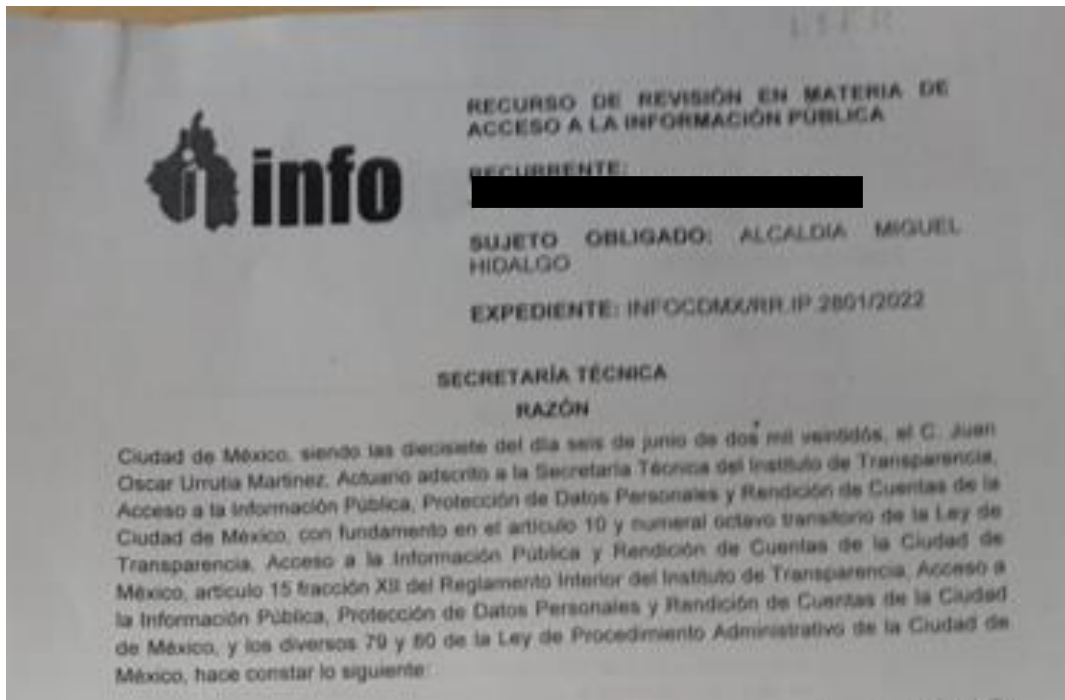 info
RECURSO DE REVISIÓN EN MATERIA DE
ACCESO A LA INFORMACIÓN PÚBLICA
RECURRENTE:
SUJETO OBLIGADO: ALCALDIA MIGUEL
HIDALGO
EXPEDIENTE: INFOCDMX/RR.IP.2801/2022
SECRETARÍA TÉCNICA
RAZÓN
Ciudad de México, siendo las diecisiete del día seis de junio de dos mil veintidós, el C. Juan
Oscar Urrutia Martinez, Actuario adscrito a la Secretaría Técnica del Instituto de Transparencia,
Acceso a la Información Pública, Protección de Datos Personales y Rendición de Cuentas de la
Ciudad de México, con fundamento en el artículo 10 y numeral octavo transitorio de la Ley de
Transparencia, Acceso a la Información Pública y Rendición de Cuentas de la Ciudad de
México, artículo 15 fracción XII del Reglamento Interior del Instituto de Transparencia, Acceso a
la Información Pública, Protección de Datos Personales y Rendición de Cuentas de la Ciudad
de México, y los diversos 79 y 80 de la Ley de Procedimiento Administrativo de la Ciudad de
México, hace constar lo siguiente: